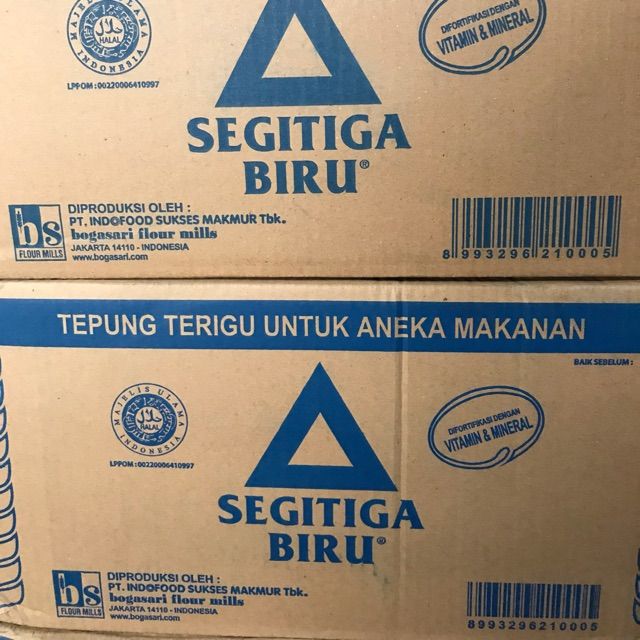 MAJELIS ULAMA INDONESIA
حلال
HALAL
LPPOM : 00220006410997
DIFORTIFIKASI DENGAN
VITAMIN & MINERAL
SEGITIGA
BIRU®
bs
FLOUR MILLS
DIPRODUKSI OLEH :
PT. INDOFOOD SUKSES MAKMUR Tbk.
bogasari flour mills
JAKARTA 14110 - INDONESIA
www.bogasari.com
8 993296 210005
TEPUNG TERIGU UNTUK ANEKA MAKANAN
BAIK SEBELUM :
MAJELIS ULAMA INDONESIA
حلال
HALAL
LPPOM : 00220006410997
DIFORTIFIKASI DENGAN
VITAMIN & MINERAL
SEGITIGA
BIRU®
bs
FLOUR MILLS
DIPRODUKSI OLEH :
PT. INDOFOOD SUKSES MAKMUR Tbk.
bogasari flour mills
JAKARTA 14110 - INDONESIA
www.bogasari.com
8993296210005